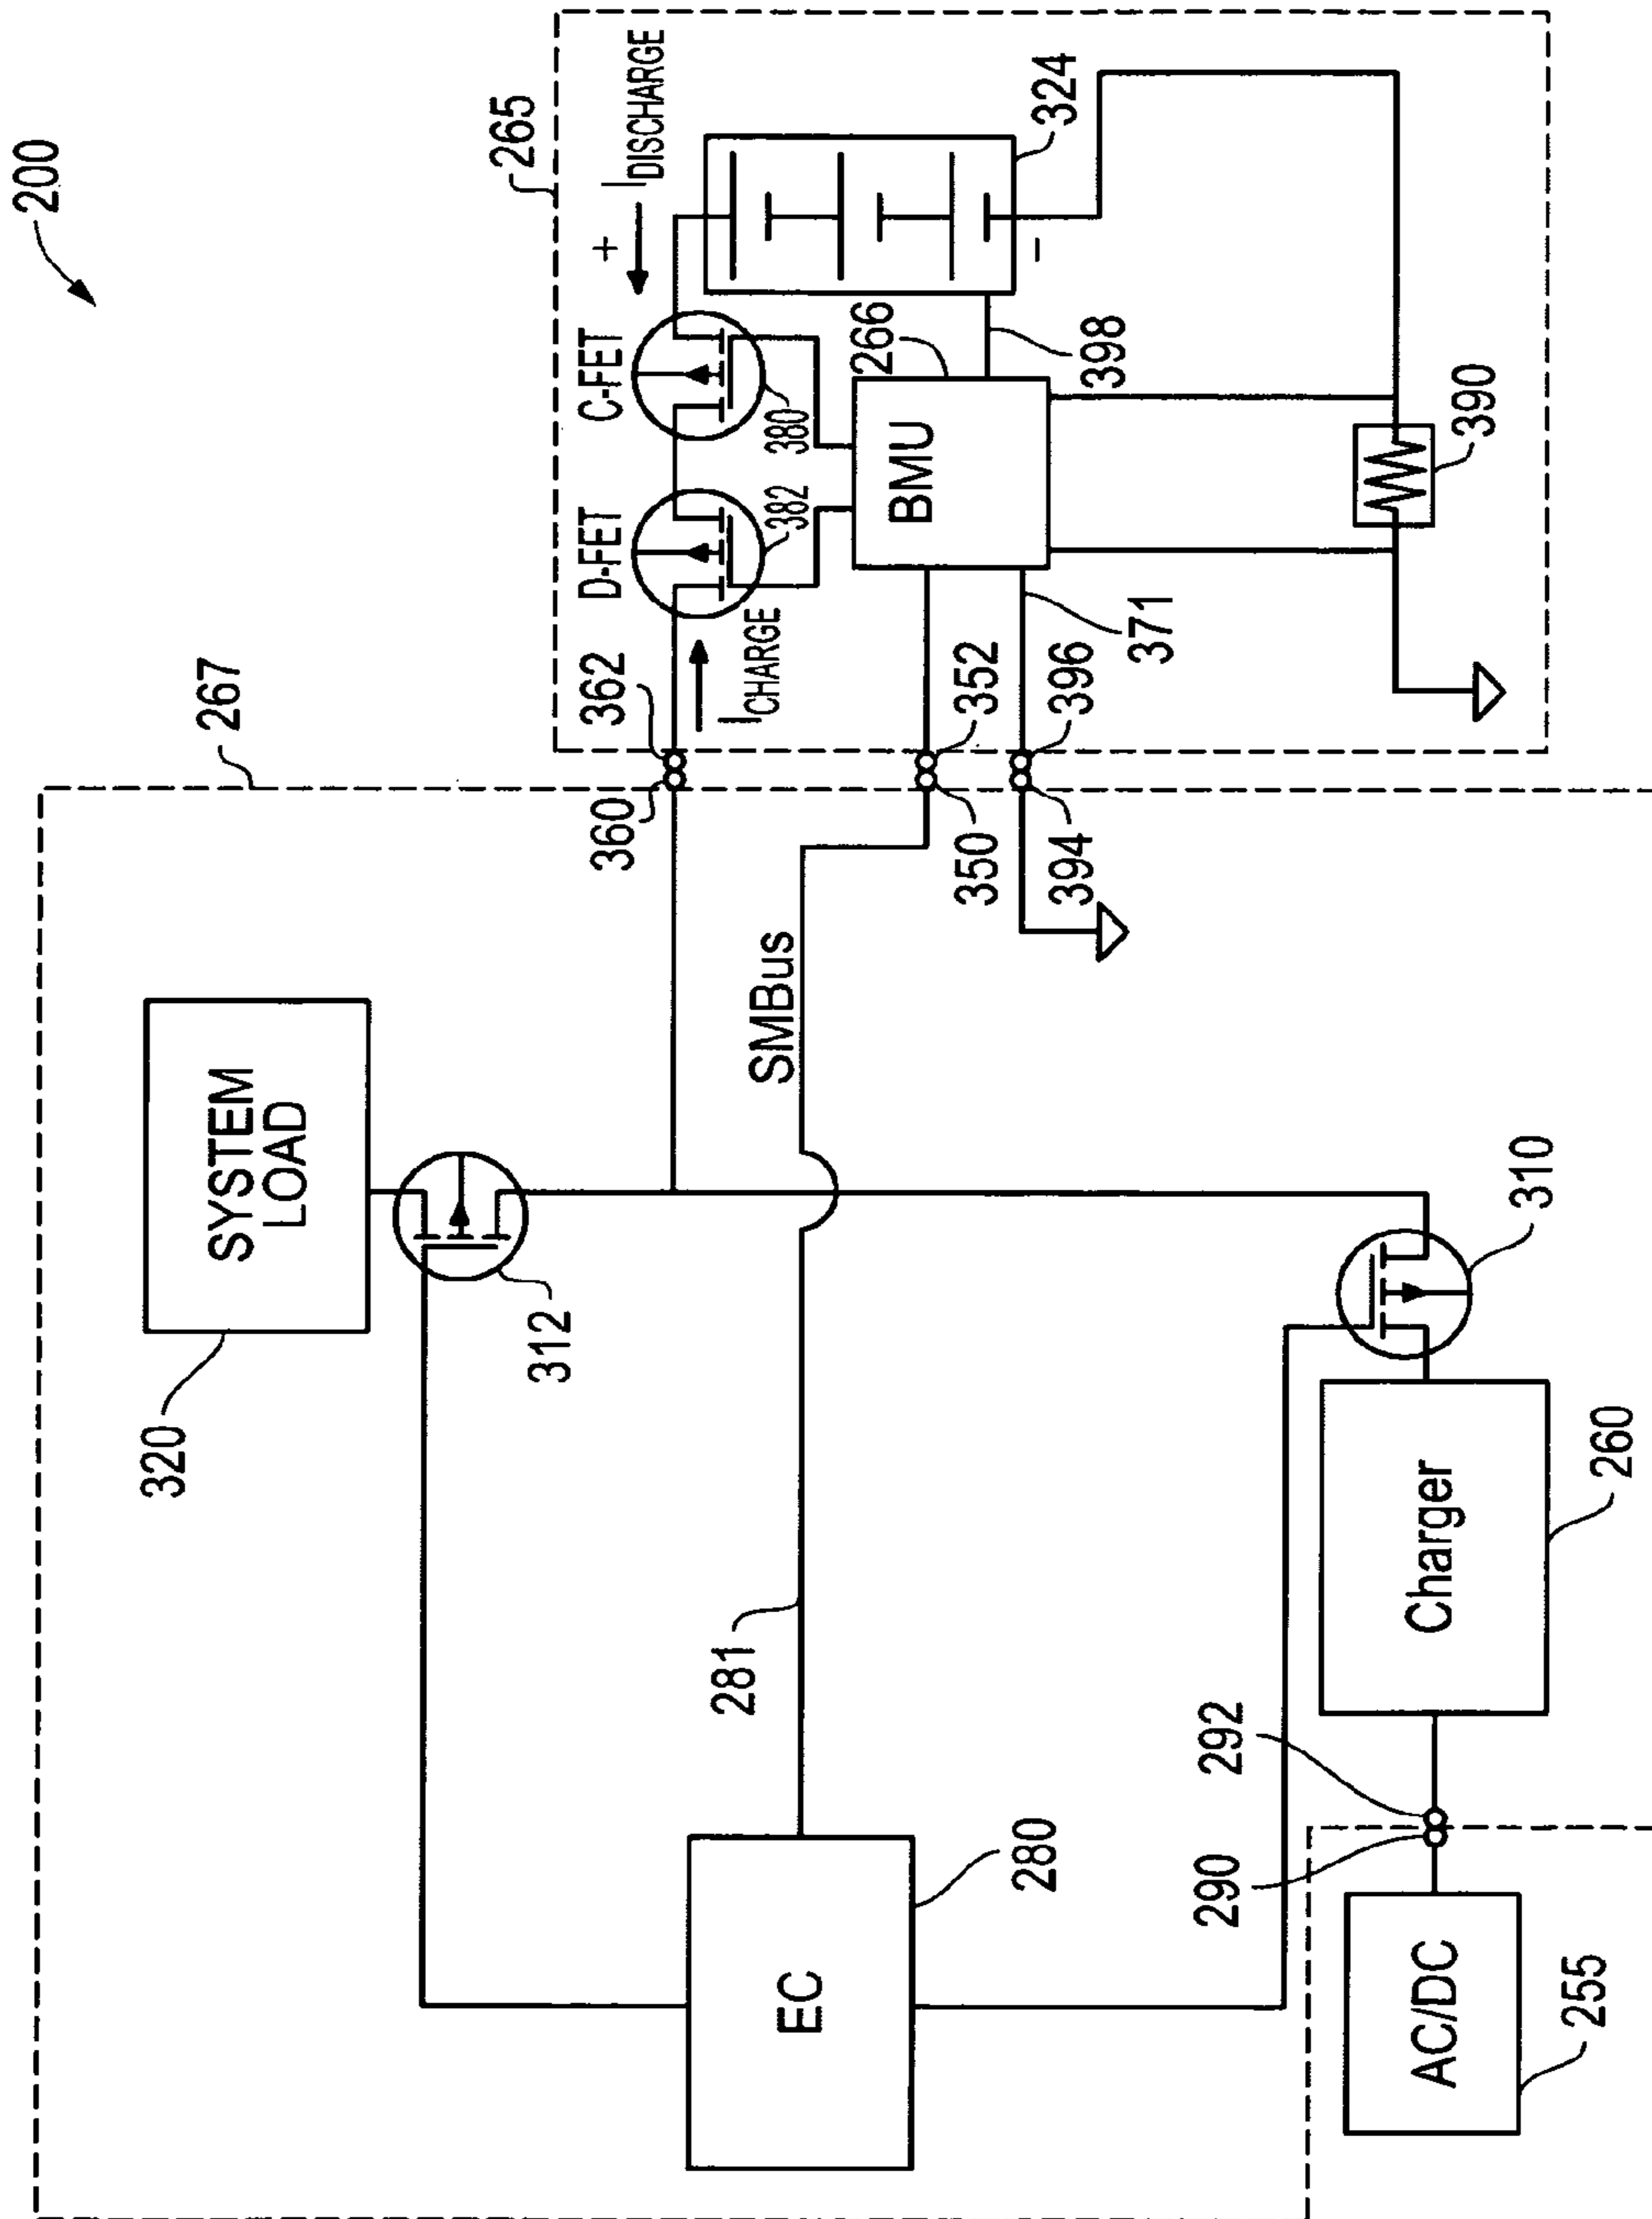 200
267
265
SYSTEM
LOAD
320
312
360
362
D-FET
C-FET
+
IDISCHARGE
ICHARGE
382
380
324
-
266
BMU
398
SMBus
281
350
352
394
396
371
390
EC
280
290
292
AC/DC
255
Charger
260
310